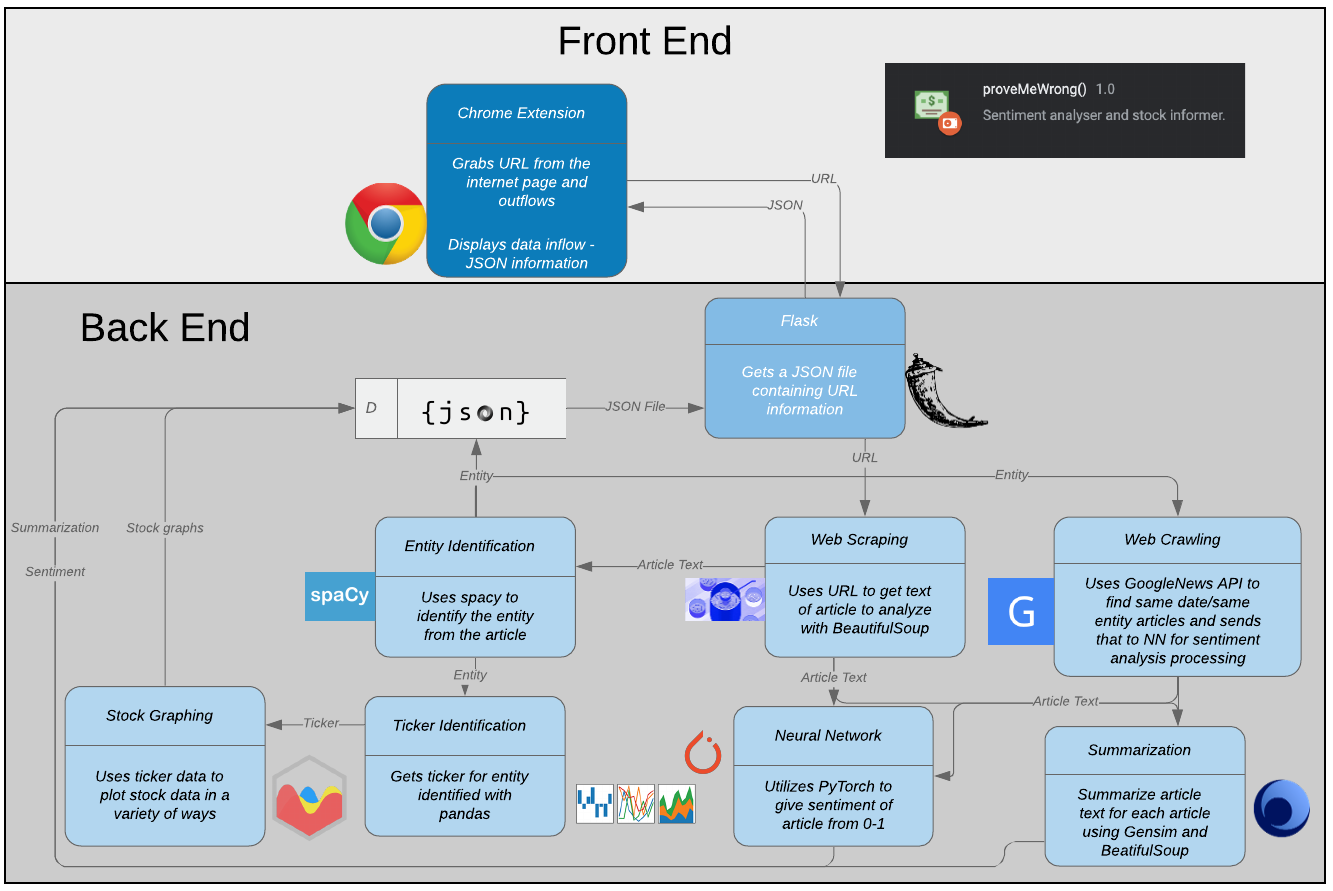 Front End
proveMeWrong() 1.0
Sentiment analyser and stock informer.
Chrome Extension
Grabs URL from the
internet page and
outflows
Displays data inflow -
JSON information
URL
JSON
Back End
Flask
Gets a JSON file
containing URL
information
D
{json}
JSON File
URL
Entity
Entity
Summarization
Stock graphs
Sentiment
Entity Identification
Uses spacy to
identify the entity
from the article
spaCy
Article Text
Web Scraping
Uses URL to get text
of article to analyze
with BeautifulSoup
Web Crawling
Uses GoogleNews API to
find same date/same
entity articles and sends
that to NN for sentiment
analysis processing
G
Entity
Article Text
Article Text
Stock Graphing
Uses ticker data to
plot stock data in a
variety of ways
Ticker
Ticker Identification
Gets ticker for entity
identified with
pandas
Neural Network
Utilizes PyTorch to
give sentiment of
article from 0-1
Summarization
Summarize article
text for each article
using Gensim and
BeatifulSoup